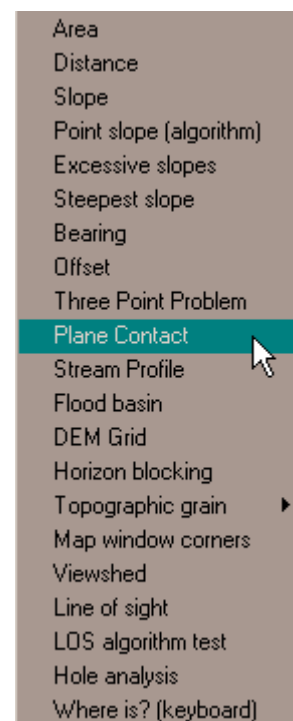 Area
Distance
Slope
Point slope (algorithm)
Excessive slopes
Steepest slope
Bearing
Offset
Three Point Problem
Plane Contact
Stream Profile
Flood basin
DEM Grid
Horizon blocking
Topographic grain
Map window corners
Viewshed
Line of sight
LOS algorithm test
Hole analysis
Where is? (keyboard)